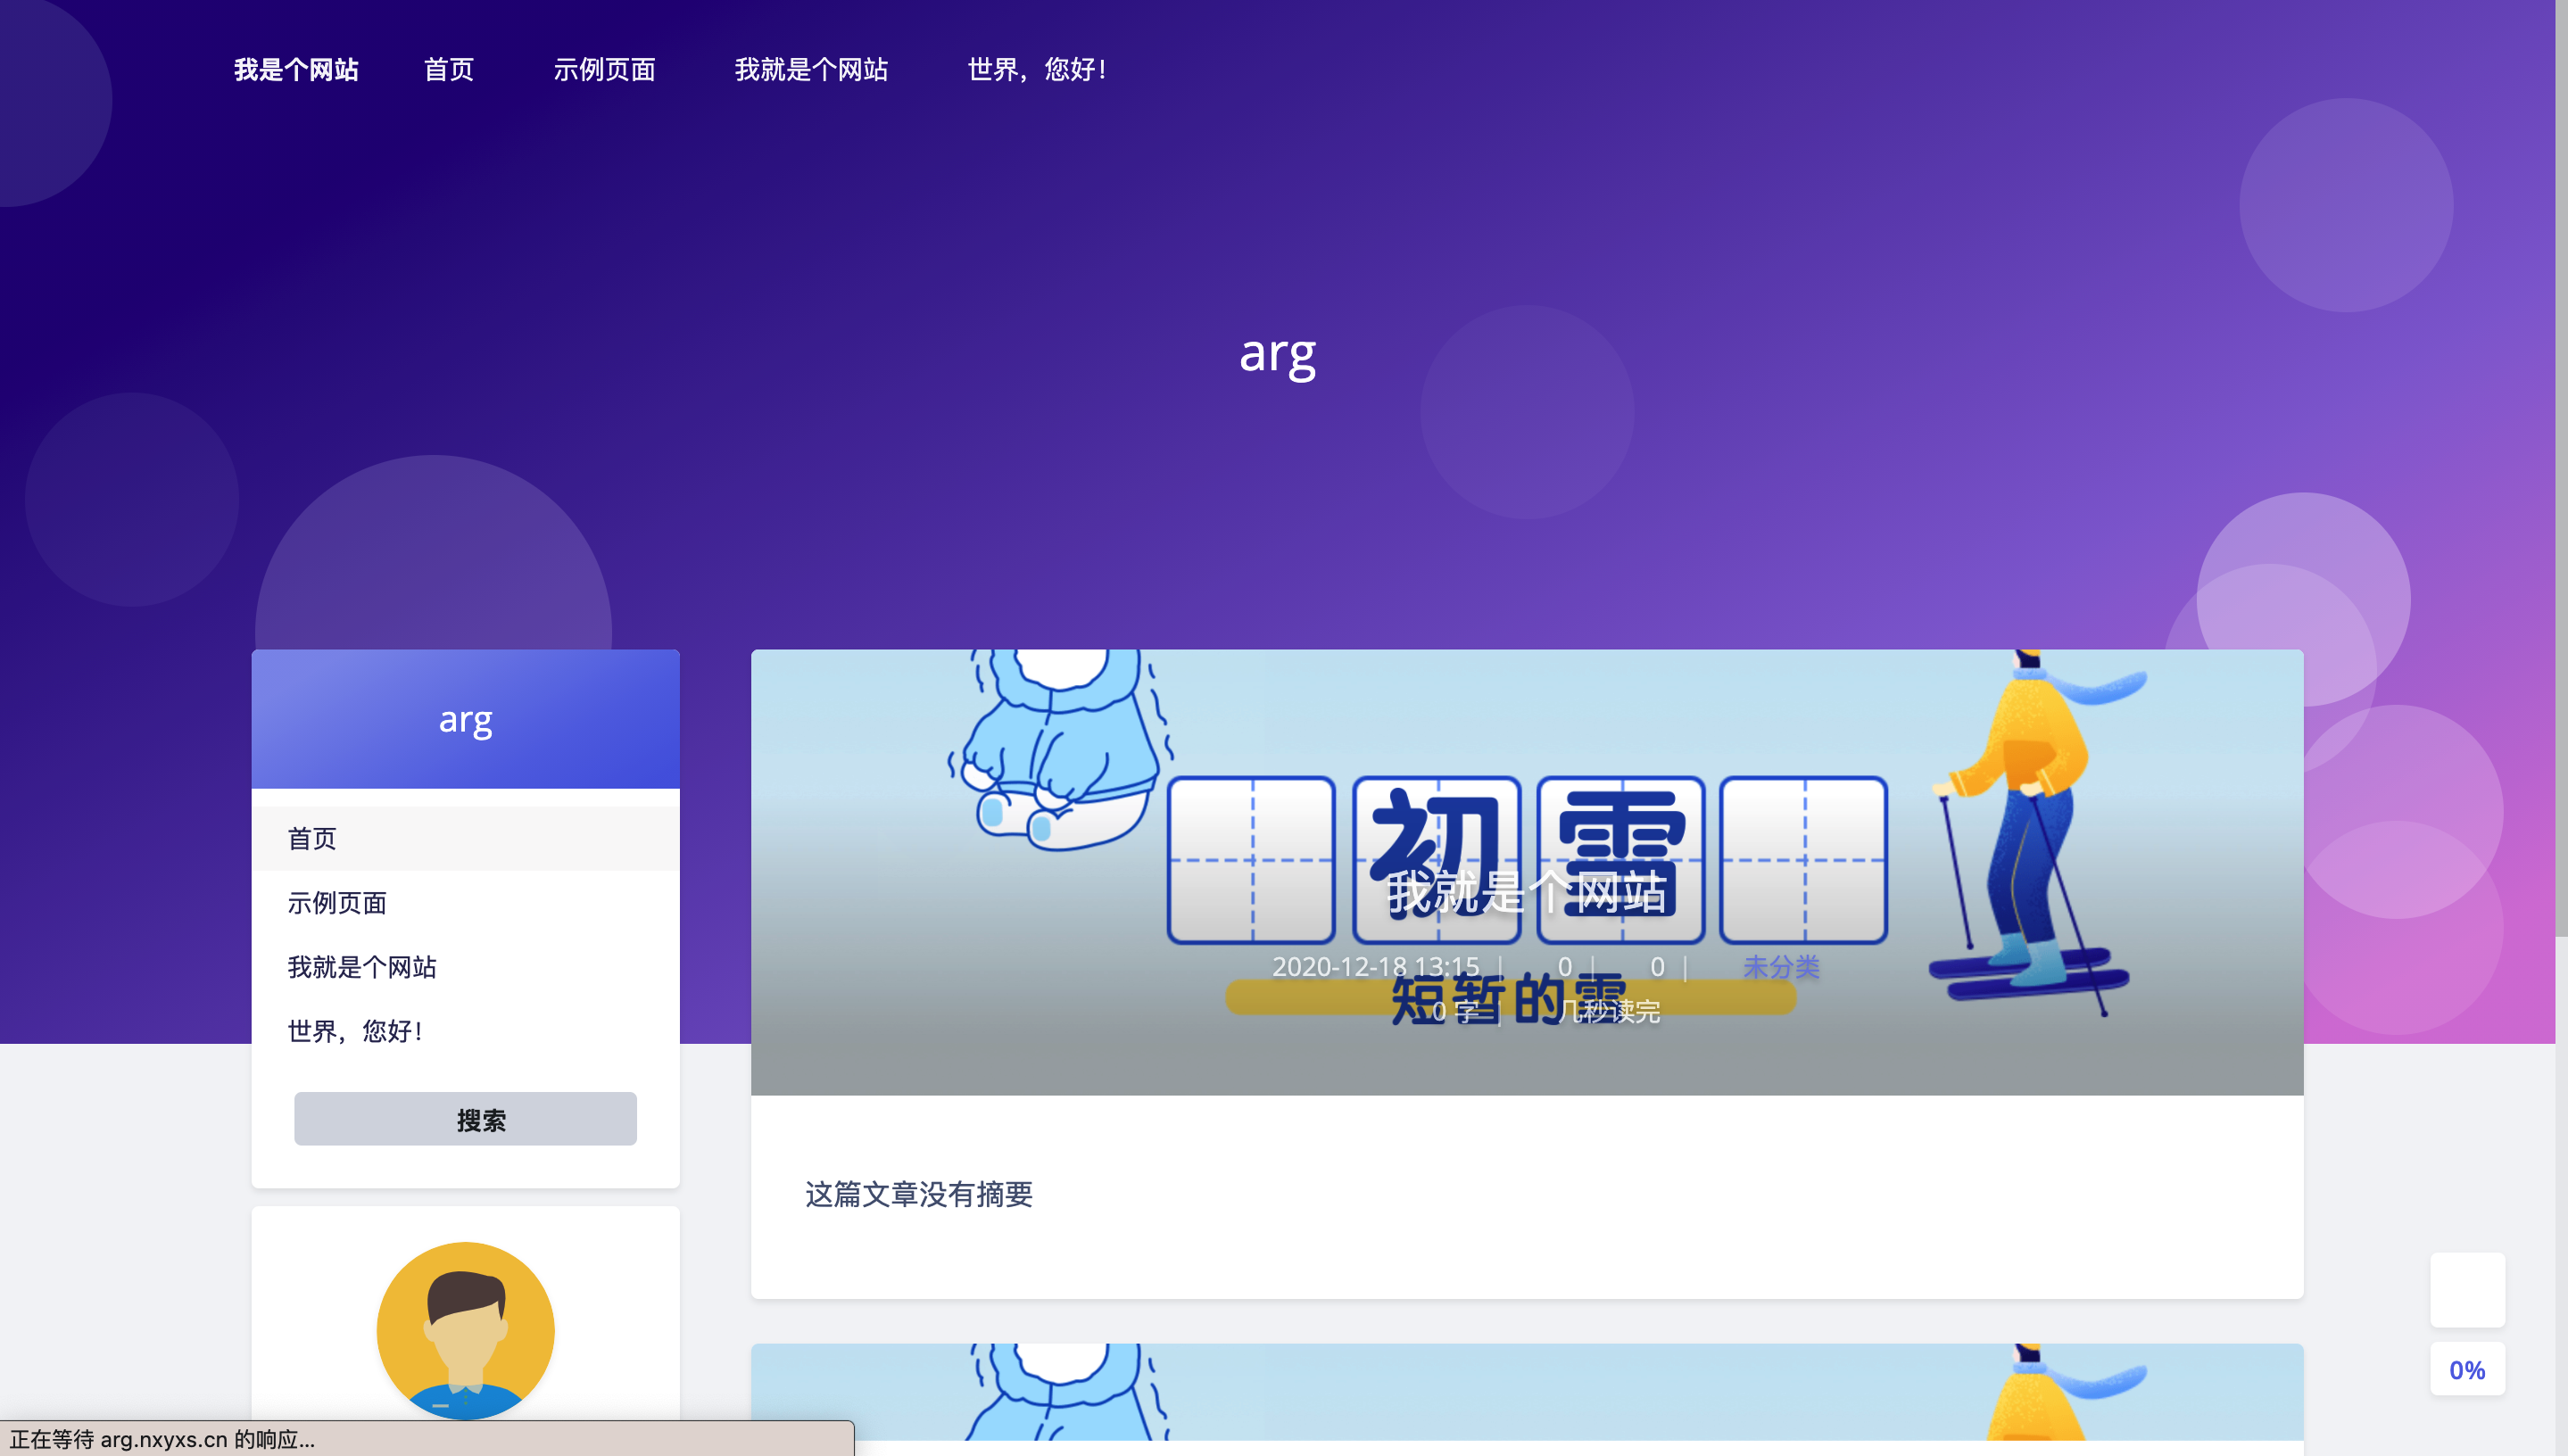 我是个网站 首页 示例页面 我就是个网站 世界，您好！
arg
arg
首页
示例页面
我就是个网站
世界，您好！
搜索
初雪
我就是个网站
2020-12-18 13:15 | 0 | 0 | 未分类
短暂的雪
0 字 | 几秒读完
这篇文章没有摘要
0%
正在等待 arg.nxyxs.cn 的响应...